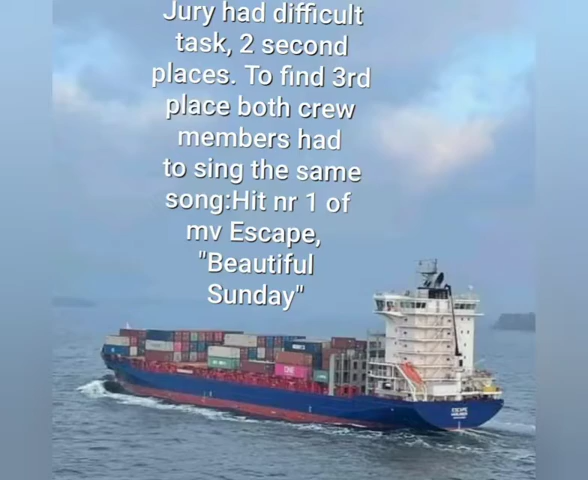 Jury had difficult
task, 2 second
places. To find 3rd
place both crew
members had
to sing the same
song:Hit nr 1 of
mv Escape,
"Beautiful
Sunday"
ESCAPE